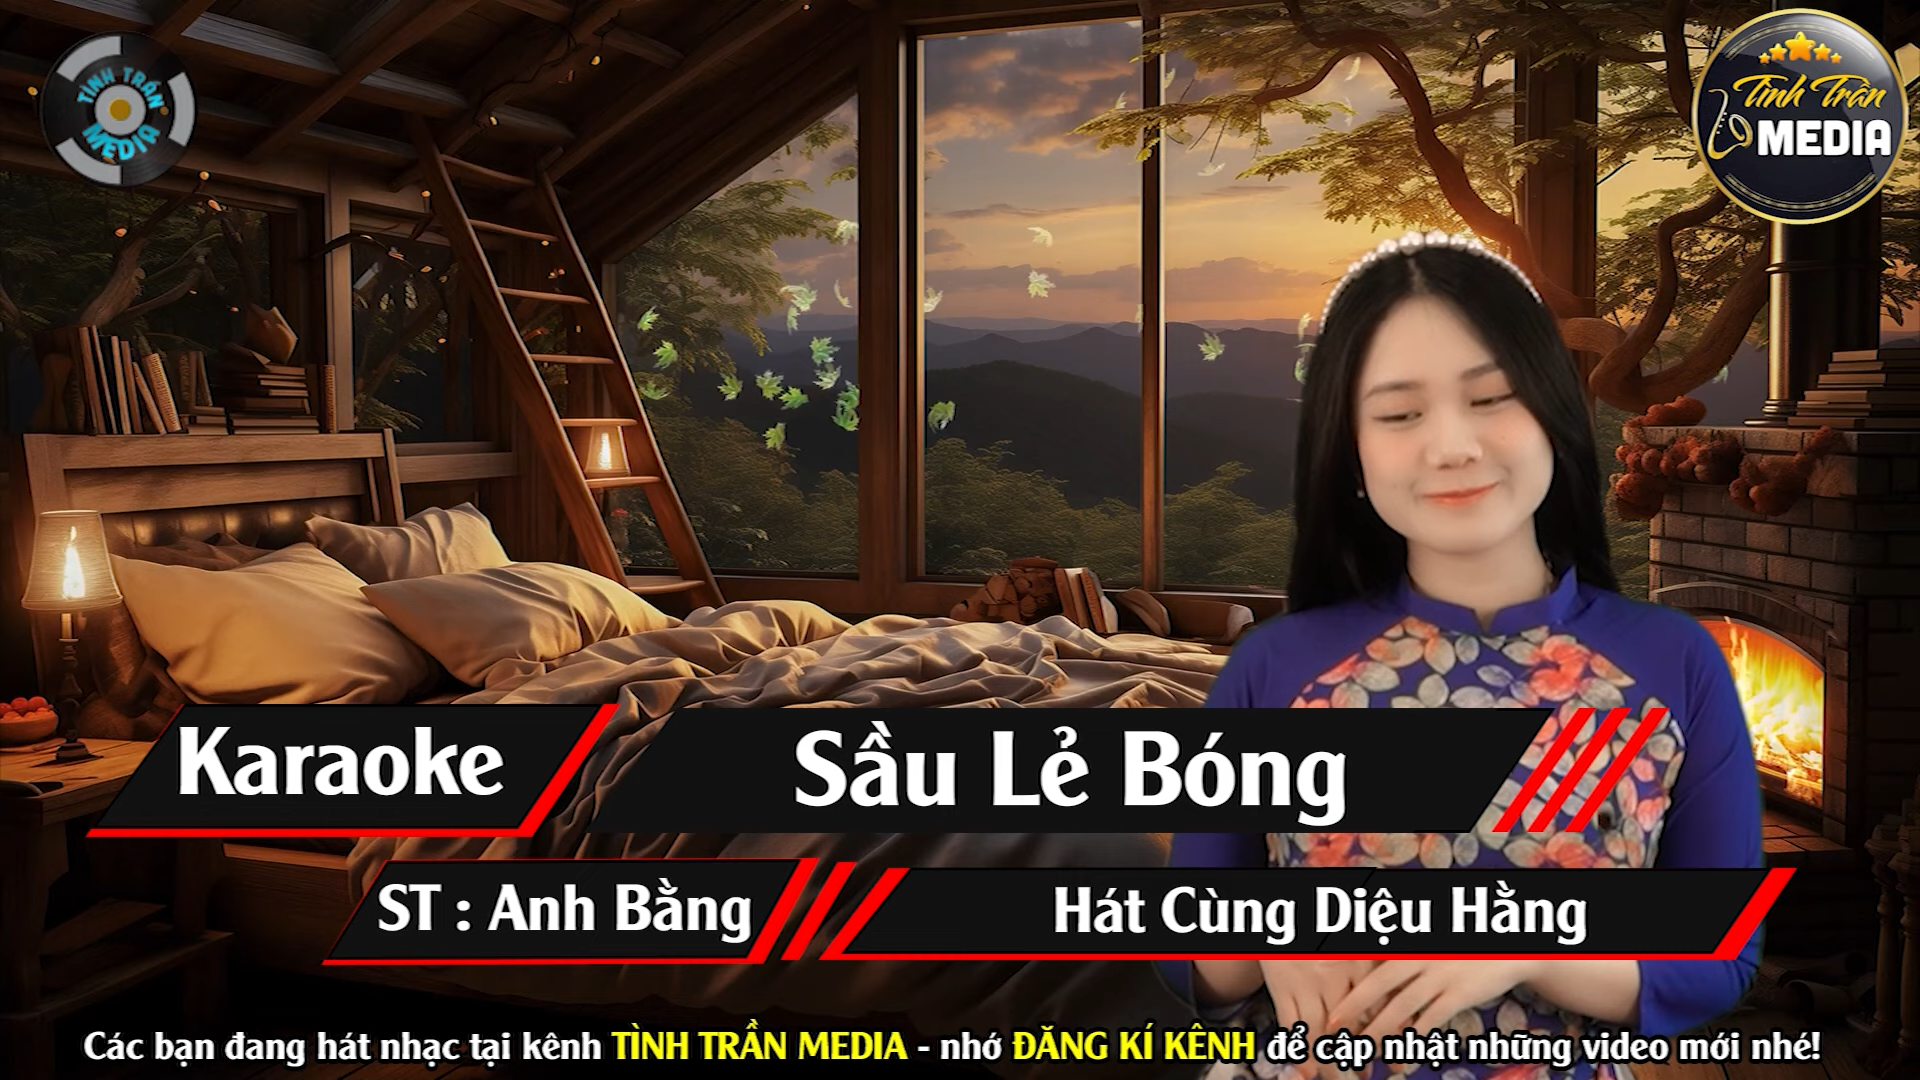 TÌNH TRẦN
MEDIA
Tình Trần
MEDIA
Karaoke
Sầu Lẻ Bóng
ST : Anh Bằng
Hát Cùng Diệu Hằng
Các bạn đang hát nhạc tại kênh TÌNH TRẦN MEDIA - nhớ ĐĂNG KÍ KÊNH để cập nhật những video mới nhé!